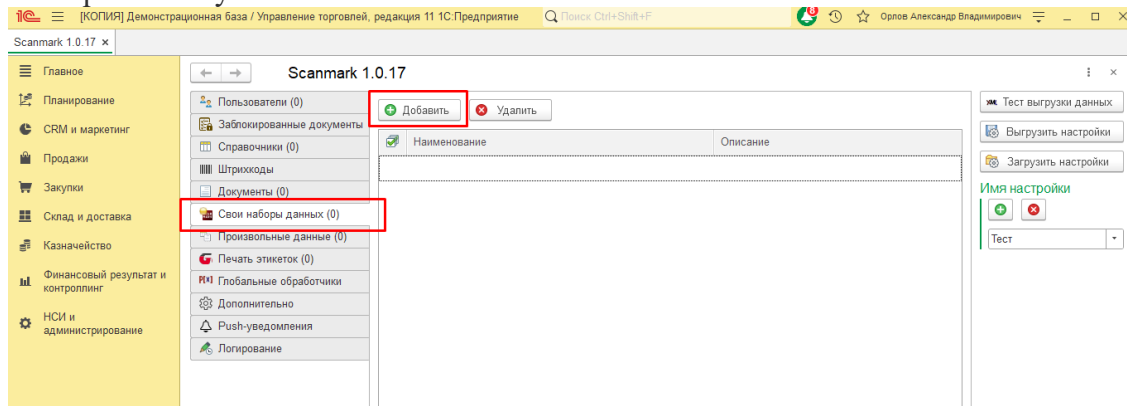 1С [КОПИЯ] Демонстрационная база / Управление торговлей, редакция 11 1С:Предприятие Поиск Ctrl+Shift+F 8 Орлов Александр Владимирович
Scanmark 1.0.17 ×
Главное
Планирование
CRM и маркетинг
Продажи
Закупки
Склад и доставка
Казначейство
Финансовый результат и
контроллинг
НСИ и
администрирование
Scanmark 1.0.17
Пользователи (0)
Заблокированные документы
Справочники (0)
Штрихкоды
Документы (0)
Свои наборы данных (0)
Произвольные данные (0)
Печать этикеток (0)
Глобальные обработчики
Дополнительно
Push-уведомления
Логирование
Добавить Удалить
Наименование Описание
XML Тест выгрузки данных
Выгрузить настройки
Загрузить настройки
Имя настройки
Тест